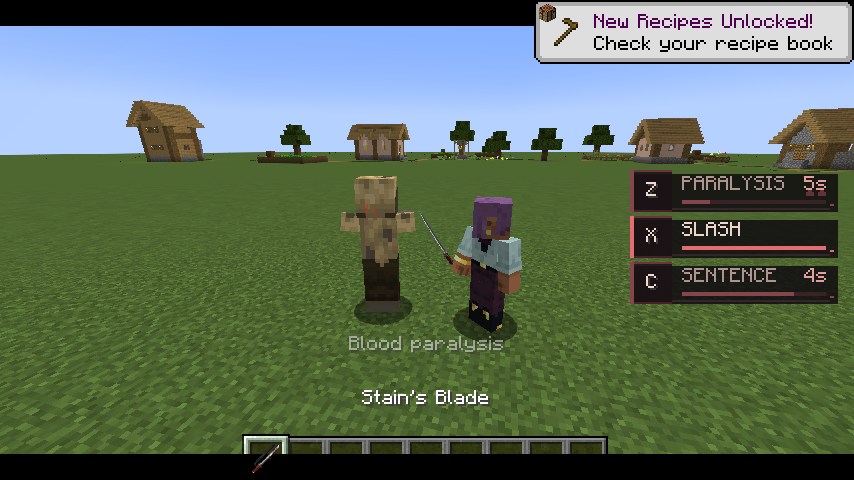 New Recipes Unlocked!
Check your recipe book
Z PARALYSIS 5s
X SLASH
C SENTENCE 4s
Blood paralysis
Stain's Blade